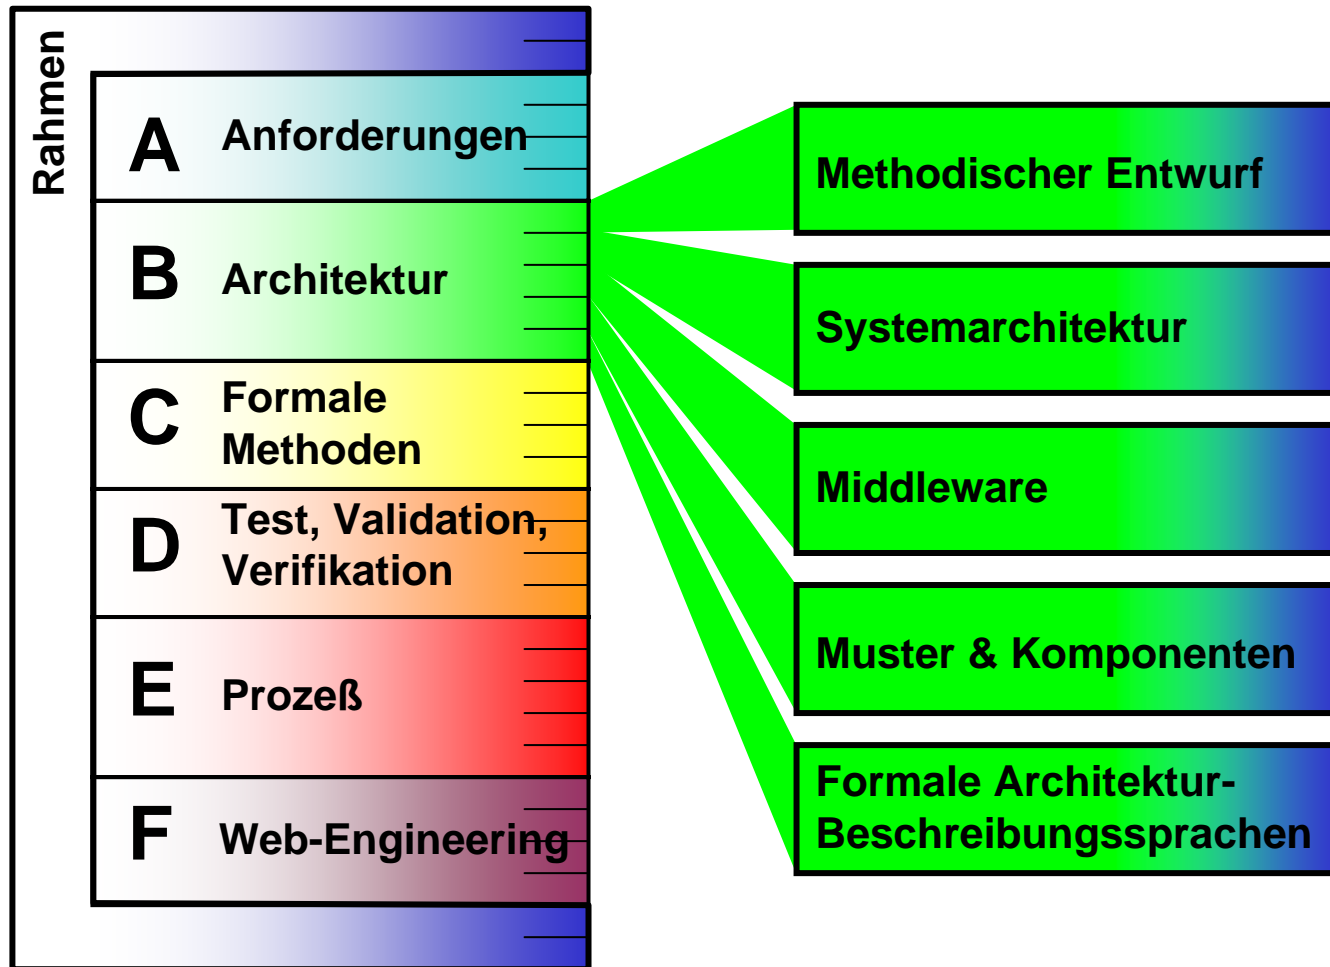 Rahmen
A Anforderungen
B Architektur
C Formale
Methoden
D Test, Validation,
Verifikation
E Prozeß
F Web-Engineering
Methodischer Entwurf
Systemarchitektur
Middleware
Muster & Komponenten
Formale Architektur-
Beschreibungssprachen